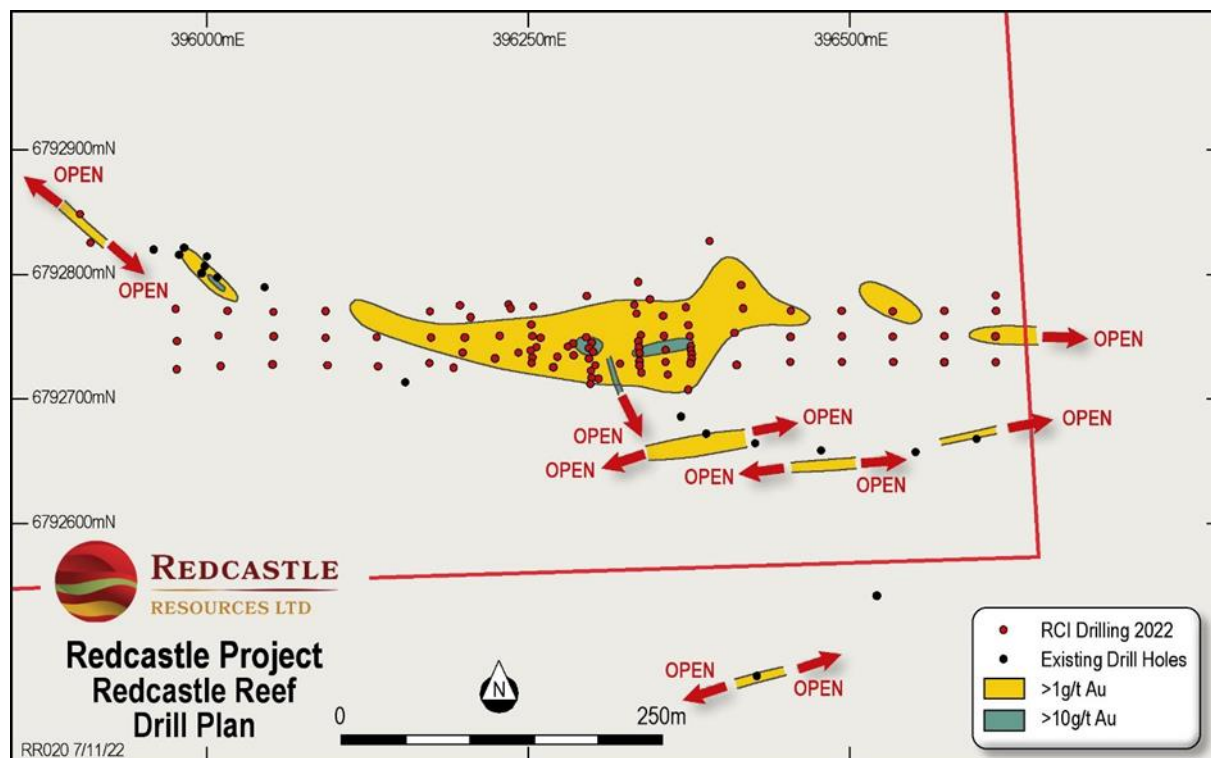 396000mE
396250mE
396500mE
6792900mN
OPEN
6792800mN
OPEN
OPEN
6792700mN
OPEN
OPEN
OPEN
OPEN
OPEN
OPEN
6792600mN
REDCASTLE
RESOURCES LTD
Redcastle Project
Redcastle Reef
Drill Plan
RR020 7/11/22
N
0
250m
OPEN
OPEN
RCI Drilling 2022
Existing Drill Holes
>1g/t Au
>10g/t Au